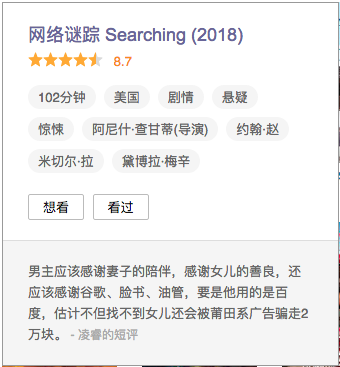 网络谜踪 Searching (2018)
8.7
102分钟 美国 剧情 悬疑
惊悚 阿尼什·查甘蒂(导演) 约翰·赵
米切尔·拉 黛博拉·梅辛
想看 看过
男主应该感谢妻子的陪伴，感谢女儿的善良，还
应该感谢谷歌、脸书、油管，要是他用的是百
度，估计不但找不到女儿还会被莆田系广告骗走2
万块。 - 凌睿的短评